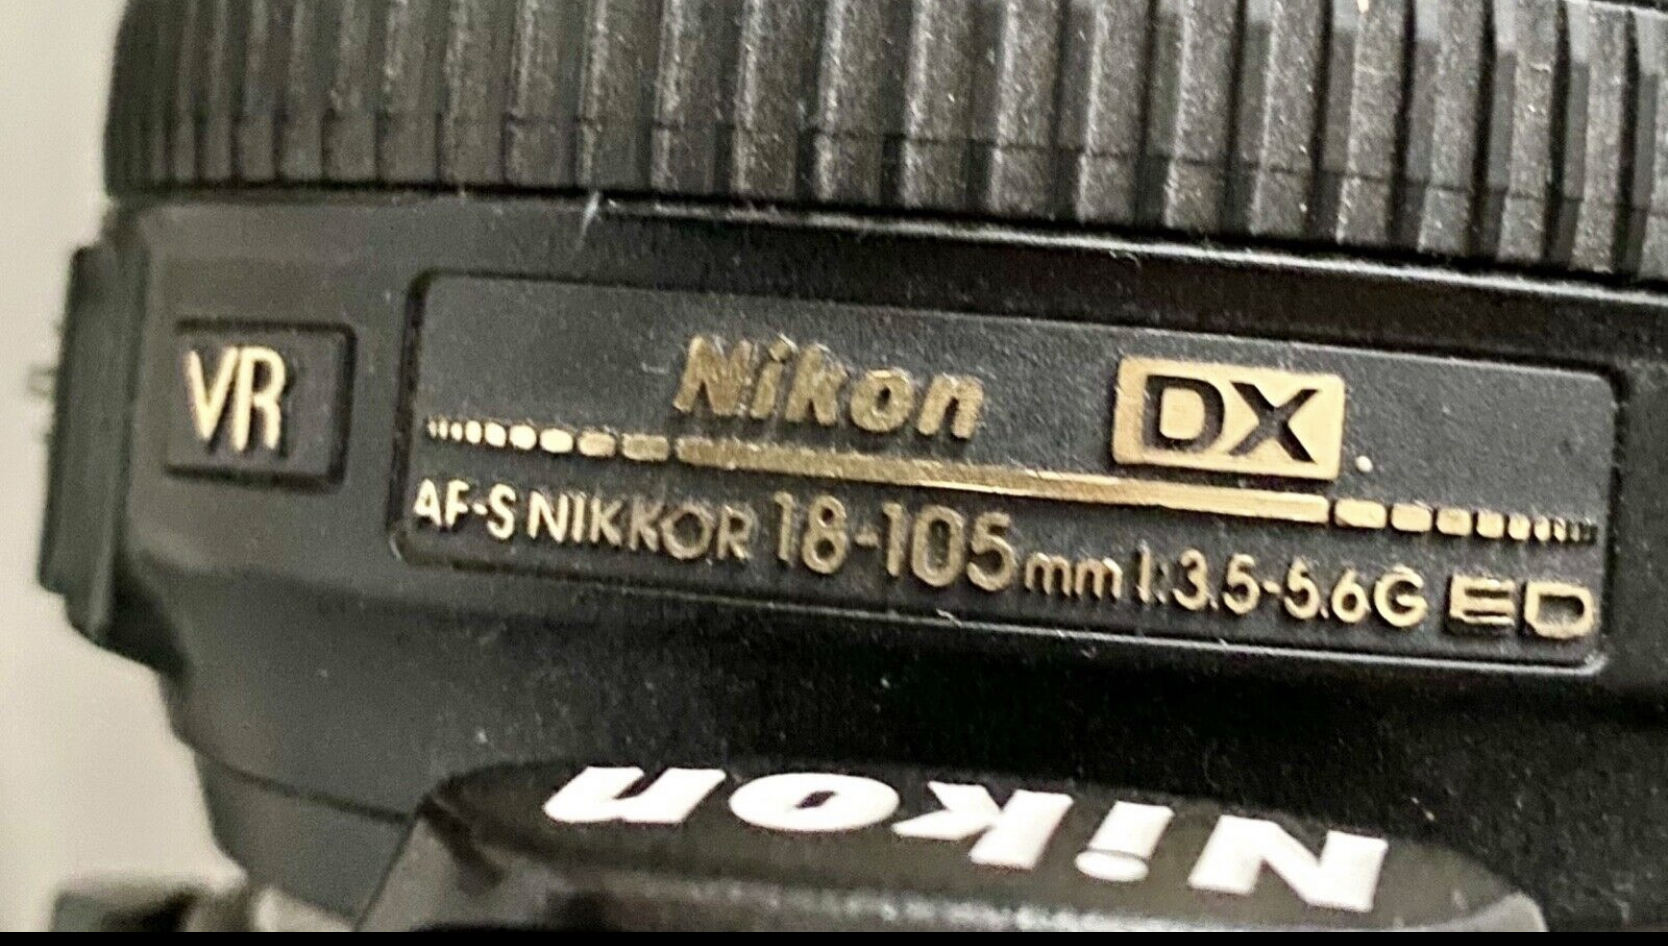 VR
Nikon DX
AF-S NIKKOR 18-105mm 1:3.5-5.6G ED
Nikon